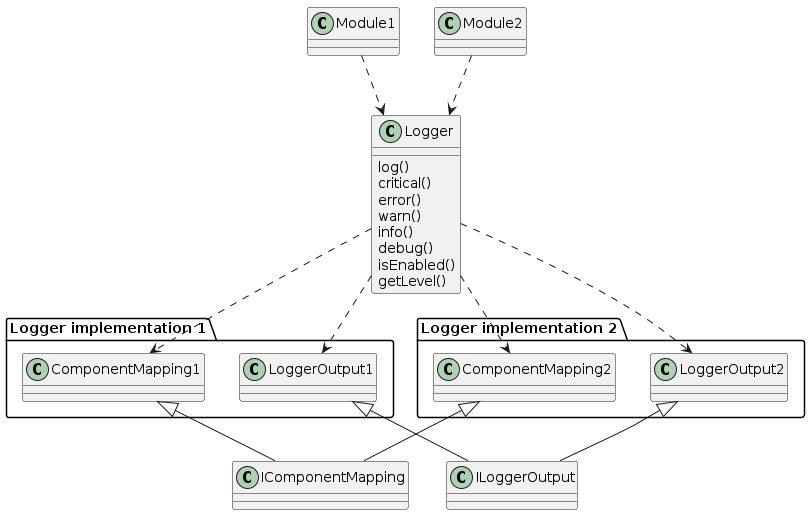 C Module1
C Module2
C Logger
log()
critical()
error()
warn()
info()
debug()
isEnabled()
getLevel()
Logger implementation 1
Logger implementation 2
C ComponentMapping1
C LoggerOutput1
C ComponentMapping2
C LoggerOutput2
C IComponentMapping
C ILoggerOutput